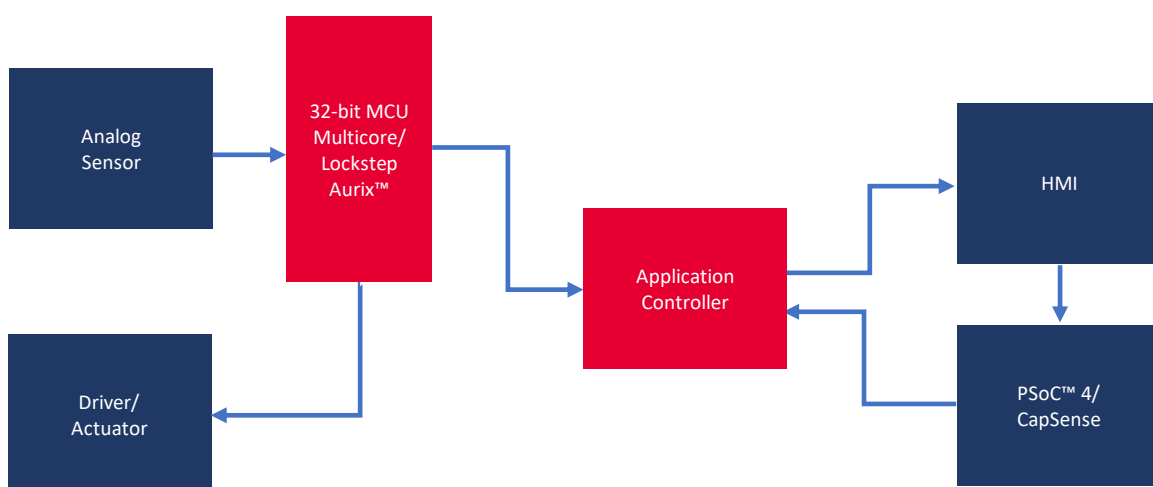 Analog
Sensor
32-bit MCU
Multicore/
Lockstep
Aurix™
HMI
Application
Controller
Driver/
Actuator
PSoC™ 4/
CapSense